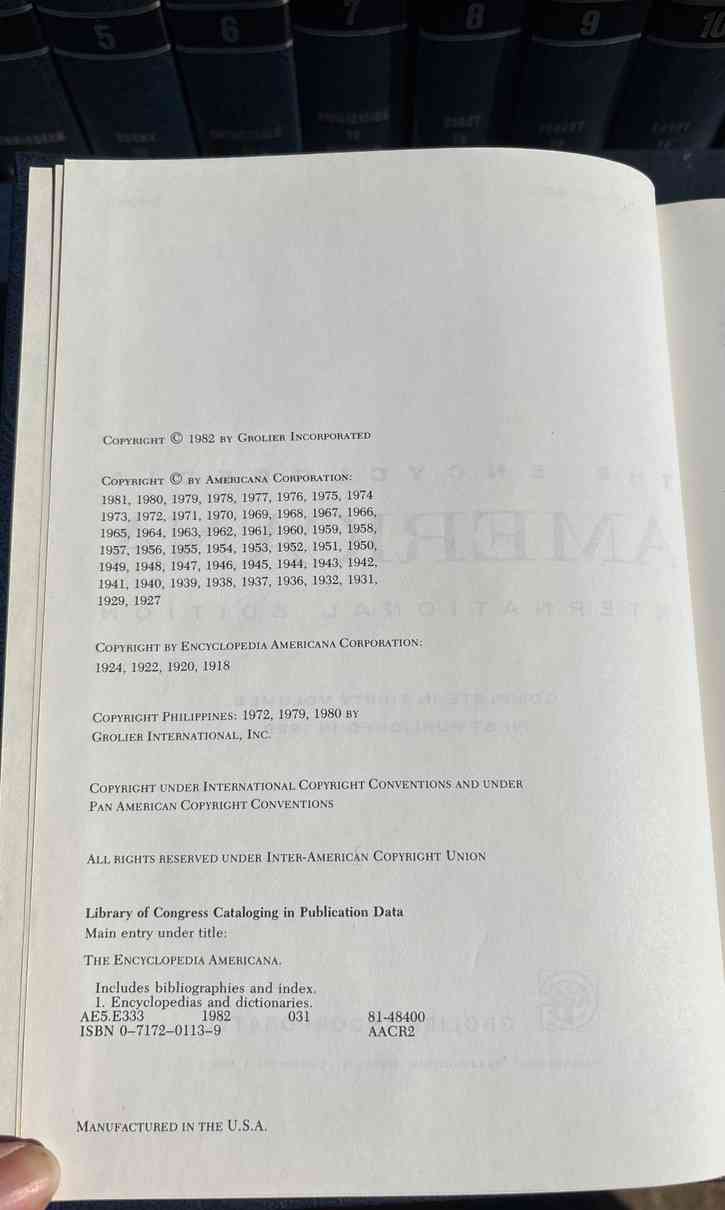 5
6
7
8
9
10
COPYRIGHT © 1982 BY GROLIER INCORPORATED
COPYRIGHT © BY AMERICANA CORPORATION:
1981, 1980, 1979, 1978, 1977, 1976, 1975, 1974
1973, 1972, 1971, 1970, 1969, 1968, 1967, 1966,
1965, 1964, 1963, 1962, 1961, 1960, 1959, 1958,
1957, 1956, 1955, 1954, 1953, 1952, 1951, 1950,
1949, 1948, 1947, 1946, 1945, 1944, 1943, 1942,
1941, 1940, 1939, 1938, 1937, 1936, 1932, 1931,
1929, 1927
COPYRIGHT BY ENCYCLOPEDIA AMERICANA CORPORATION:
1924, 1922, 1920, 1918
COPYRIGHT PHILIPPINES: 1972, 1979, 1980 BY
GROLIER INTERNATIONAL, INC.
COPYRIGHT UNDER INTERNATIONAL COPYRIGHT CONVENTIONS AND UNDER
PAN AMERICAN COPYRIGHT CONVENTIONS
ALL RIGHTS RESERVED UNDER INTER-AMERICAN COPYRIGHT UNION
Library of Congress Cataloging in Publication Data
Main entry under title:
THE ENCYCLOPEDIA AMERICANA.
Includes bibliographies and index.
1. Encyclopedias and dictionaries.
AE5.E333 1982 031 81-48400
ISBN 0-7172-0113-9 AACR2
MANUFACTURED IN THE U.S.A.